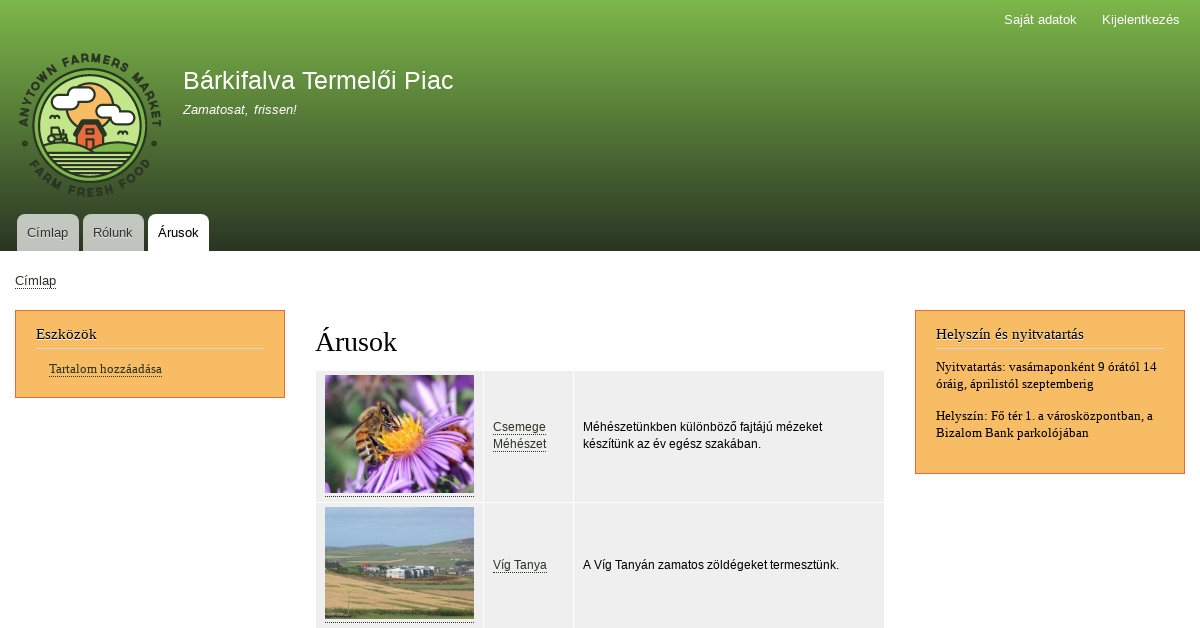 Saját adatok
Kijelentkezés
ANYTOWN FARMERS MARKET
FARM FRESH FOOD
Bárkifalva Termelői Piac
Zamatosat, frissen!
Címlap
Rólunk
Árusok
Címlap
Eszközök
Tartalom hozzáadása
Árusok
Csemege
Méhészet
Méhészetünkben különböző fajtájú mézeket
készítünk az év egész szakában.
Víg Tanya
A Víg Tanyán zamatos zöldégeket termesztünk.
Helyszín és nyitvatartás
Nyitvatartás: vasárnaponként 9 órától 14
óráig, áprilistól szeptemberig
Helyszín: Fő tér 1. a városközpontban, a
Bizalom Bank parkolójában